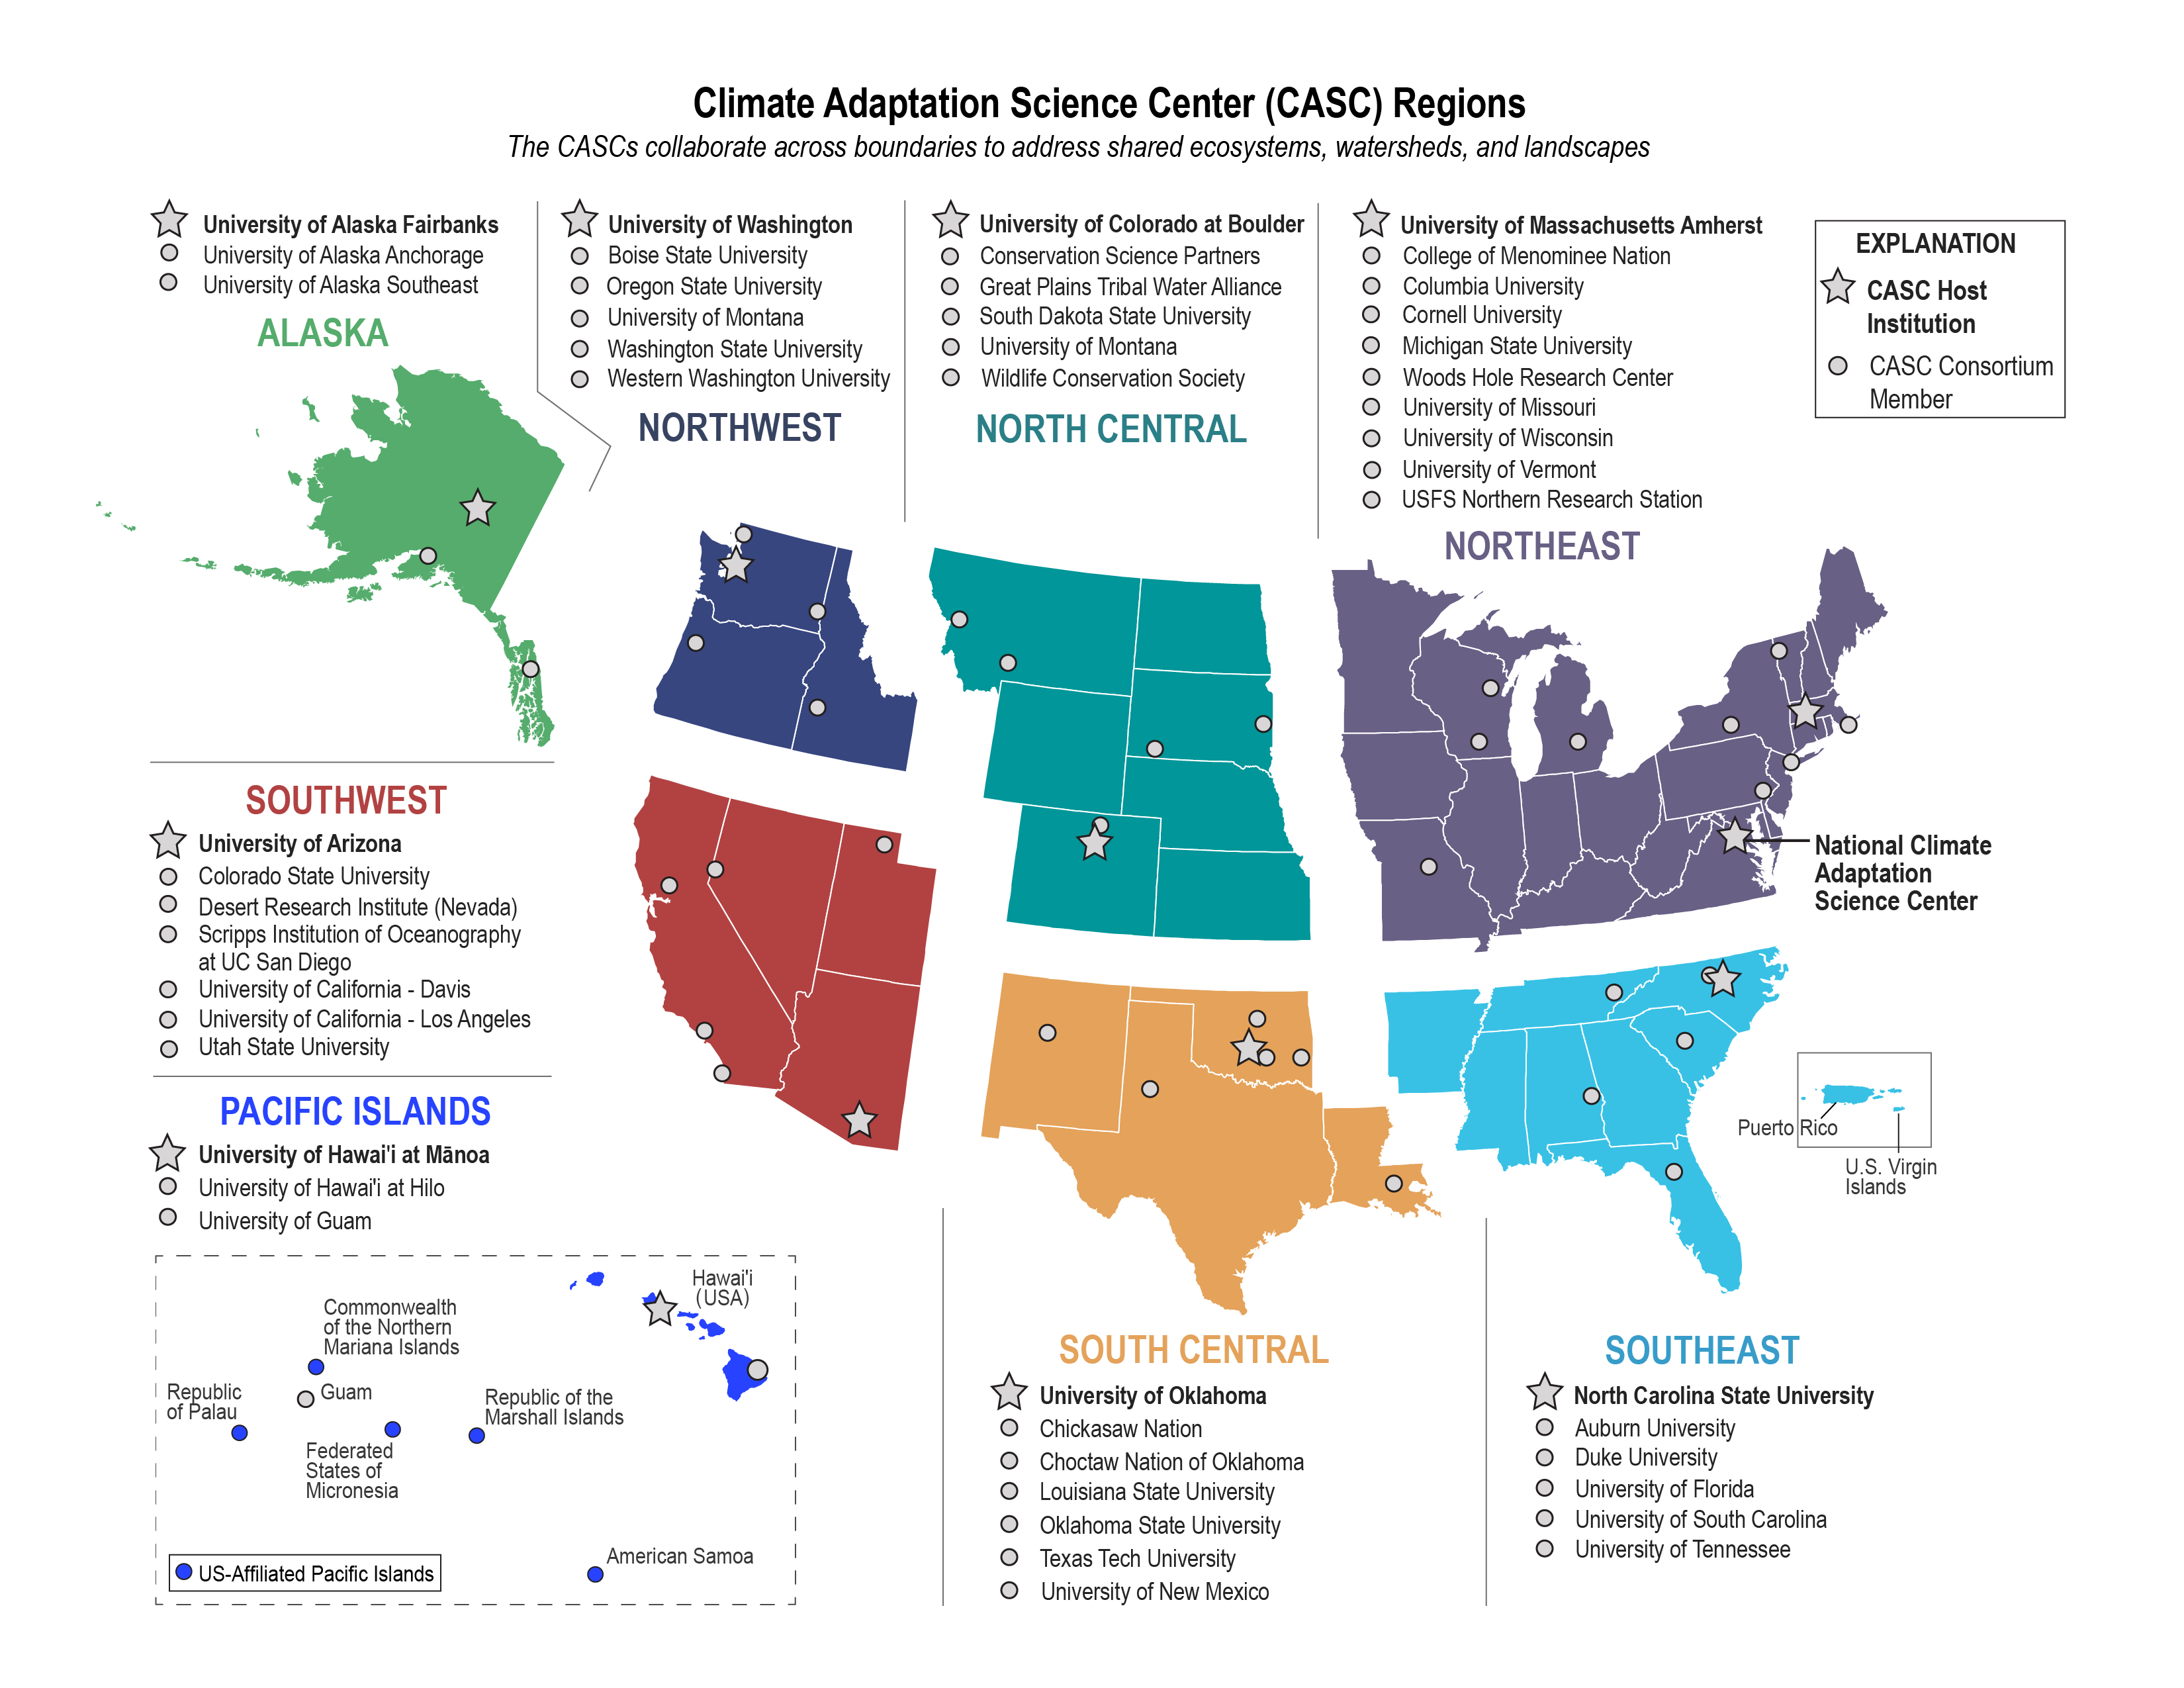 Climate Adaptation Science Center (CASC) Regions
The CASCs collaborate across boundaries to address shared ecosystems, watersheds, and landscapes
University of Alaska Fairbanks
University of Alaska Anchorage
University of Alaska Southeast
ALASKA
University of Washington
Boise State University
Oregon State University
University of Montana
Washington State University
Western Washington University
NORTHWEST
University of Colorado at Boulder
Conservation Science Partners
Great Plains Tribal Water Alliance
South Dakota State University
University of Montana
Wildlife Conservation Society
NORTH CENTRAL
University of Massachusetts Amherst
College of Menominee Nation
Columbia University
Cornell University
Michigan State University
Woods Hole Research Center
University of Missouri
University of Wisconsin
University of Vermont
USFS Northern Research Station
NORTHEAST
EXPLANATION
CASC Host
Institution
CASC Consortium
Member
National Climate
Adaptation
Science Center
SOUTHWEST
University of Arizona
Colorado State University
Desert Research Institute (Nevada)
Scripps Institution of Oceanography
at UC San Diego
University of California - Davis
University of California - Los Angeles
Utah State University
PACIFIC ISLANDS
University of Hawai'i at Mānoa
University of Hawai'i at Hilo
University of Guam
Hawai'i
(USA)
Commonwealth
of the Northern
Mariana Islands
Guam
Republic
of Palau
Federated
States of
Micronesia
Republic of the
Marshall Islands
American Samoa
US-Affiliated Pacific Islands
Puerto Rico
U.S. Virgin
Islands
SOUTH CENTRAL
University of Oklahoma
Chickasaw Nation
Choctaw Nation of Oklahoma
Louisiana State University
Oklahoma State University
Texas Tech University
University of New Mexico
SOUTHEAST
North Carolina State University
Auburn University
Duke University
University of Florida
University of South Carolina
University of Tennessee